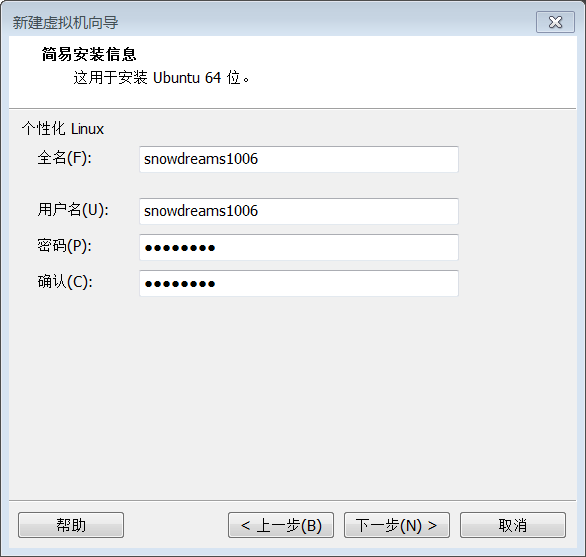 新建虚拟机向导
简易安装信息
这用于安装 Ubuntu 64 位。
个性化 Linux
全名(F):
snowdreams1006
用户名(U):
snowdreams1006
密码(P):
●●●●●●●●
确认(C):
●●●●●●●●
帮助
< 上一步(B)
下一步(N) >
取消